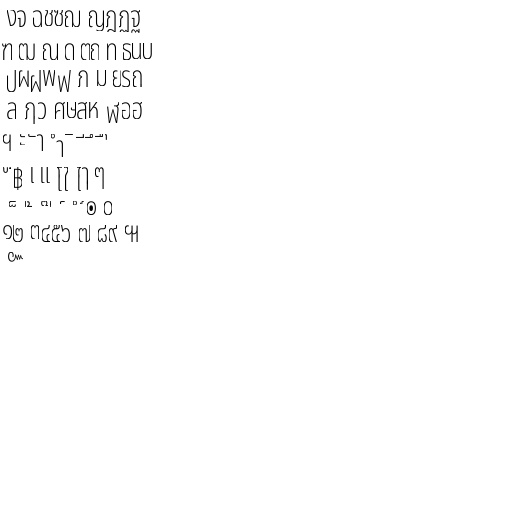 งจ ฉชซฌ ญฎฏฐ
ฑ ฒ ณ ด ตถ ท ธนบ
ปผฝพฟ ภ ม ยรถ
ล ฦว ศษสห ฬอฮ
ฯ ะ ัา ำ ิ ี ึ ื
ุ ู ฿ เ แ โใ ไๅ ๆ
็ ่ ้ ๊ ๋ ์ ํ ๎ ๏ ๐
๑๒ ๓๔๕๖ ๗ ๘๙ ๚
๛